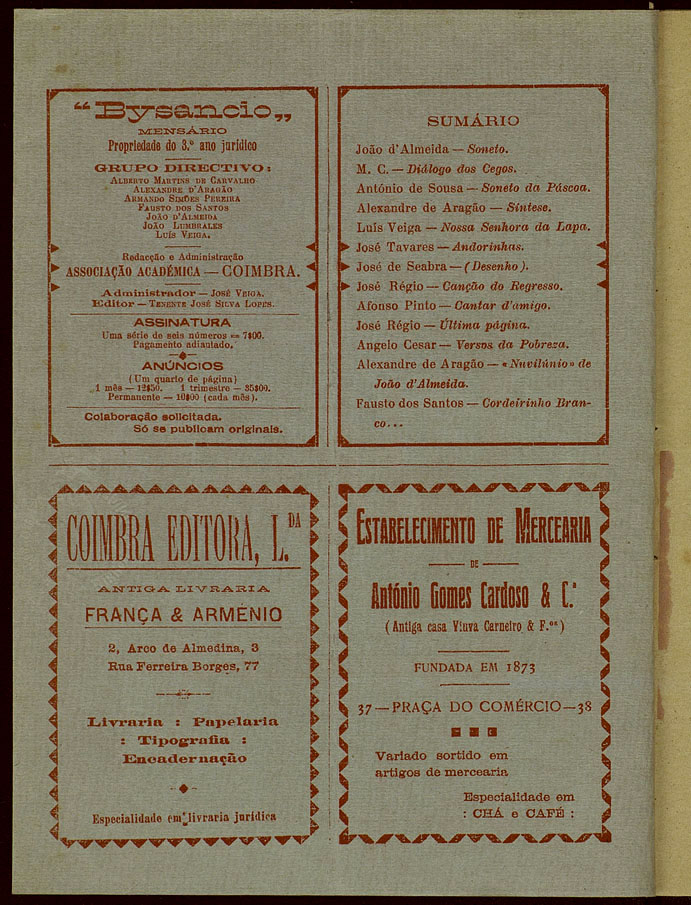 “Bysancio„
MENSÁRIO
Propriedade do 3.º ano jurídico
GRUPO DIRECTIVO:
ALBERTO MARTINS DE CARVALHO
ALEXANDRE D'ARAGÃO
ARMANDO SIMÕES PEREIRA
FAUSTO DOS SANTOS
JOÃO D'ALMEIDA
JOÃO LUMBRALES
LUÍS VEIGA.
Redacção e Administração
ASSOCIAÇÃO ACADÉMICA — COIMBRA.
Administrador — JOSÉ VEIGA.
Editor — TENENTE JOSÉ SILVA LOPES.
ASSINATURA
Uma série de seis números == 7$00.
Pagamento adiantado.
ANÚNCIOS
(Um quarto de página)
1 mês — 12$50. 1 trimestre — 35$00.
Permanente — 10$00 (cada mês).
Colaboração solicitada.
Só se publicam originais.
SUMÁRIO
João d'Almeida — Soneto.
M. C. — Diálogo dos Cegos.
António de Sousa — Soneto da Páscoa.
Alexandre de Aragão — Síntese.
Luís Veiga — Nossa Senhora da Lapa.
José Tavares — Andorinhas.
José de Seabra — (Desenho).
José Régio — Canção do Regresso.
Afonso Pinto — Cantar d'amigo.
José Régio — Última página.
Angelo Cesar — Versos da Pobreza.
Alexandre de Aragão — «Nuvilúnio» de
João d'Almeida.
Fausto dos Santos — Cordeirinho Bran-
co...
COIMBRA EDITORA, L.DA
ANTIGA LIVRARIA
FRANÇA & ARMÉNIO
2, Arco de Almedina, 3
Rua Ferreira Borges, 77
Livraria : Papelaria
: Tipografia :
Encadernação
Especialidade em livraria jurídica
ESTABELECIMENTO DE MERCEARIA
DE
António Gomes Cardoso & C.ª
(Antiga casa Viuva Carneiro & F.os)
FUNDADA EM 1873
37 — PRAÇA DO COMÉRCIO — 38
Variado sortido em
artigos de mercearia
Especialidade em
: CHÁ e CAFÉ :